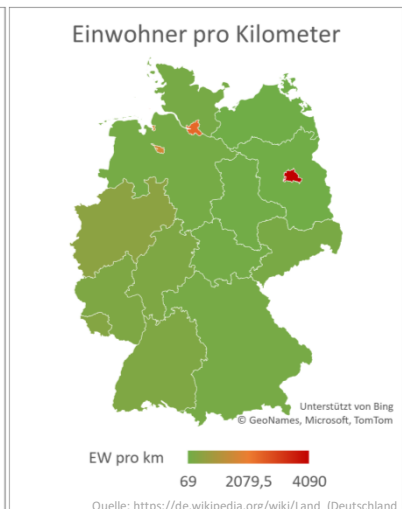 Einwohner pro Kilometer
Unterstützt von Bing
© GeoNames, Microsoft, TomTom
EW pro km
69 2079,5 4090
Quelle: https://de.wikipedia.org/wiki/Land_(Deutschland